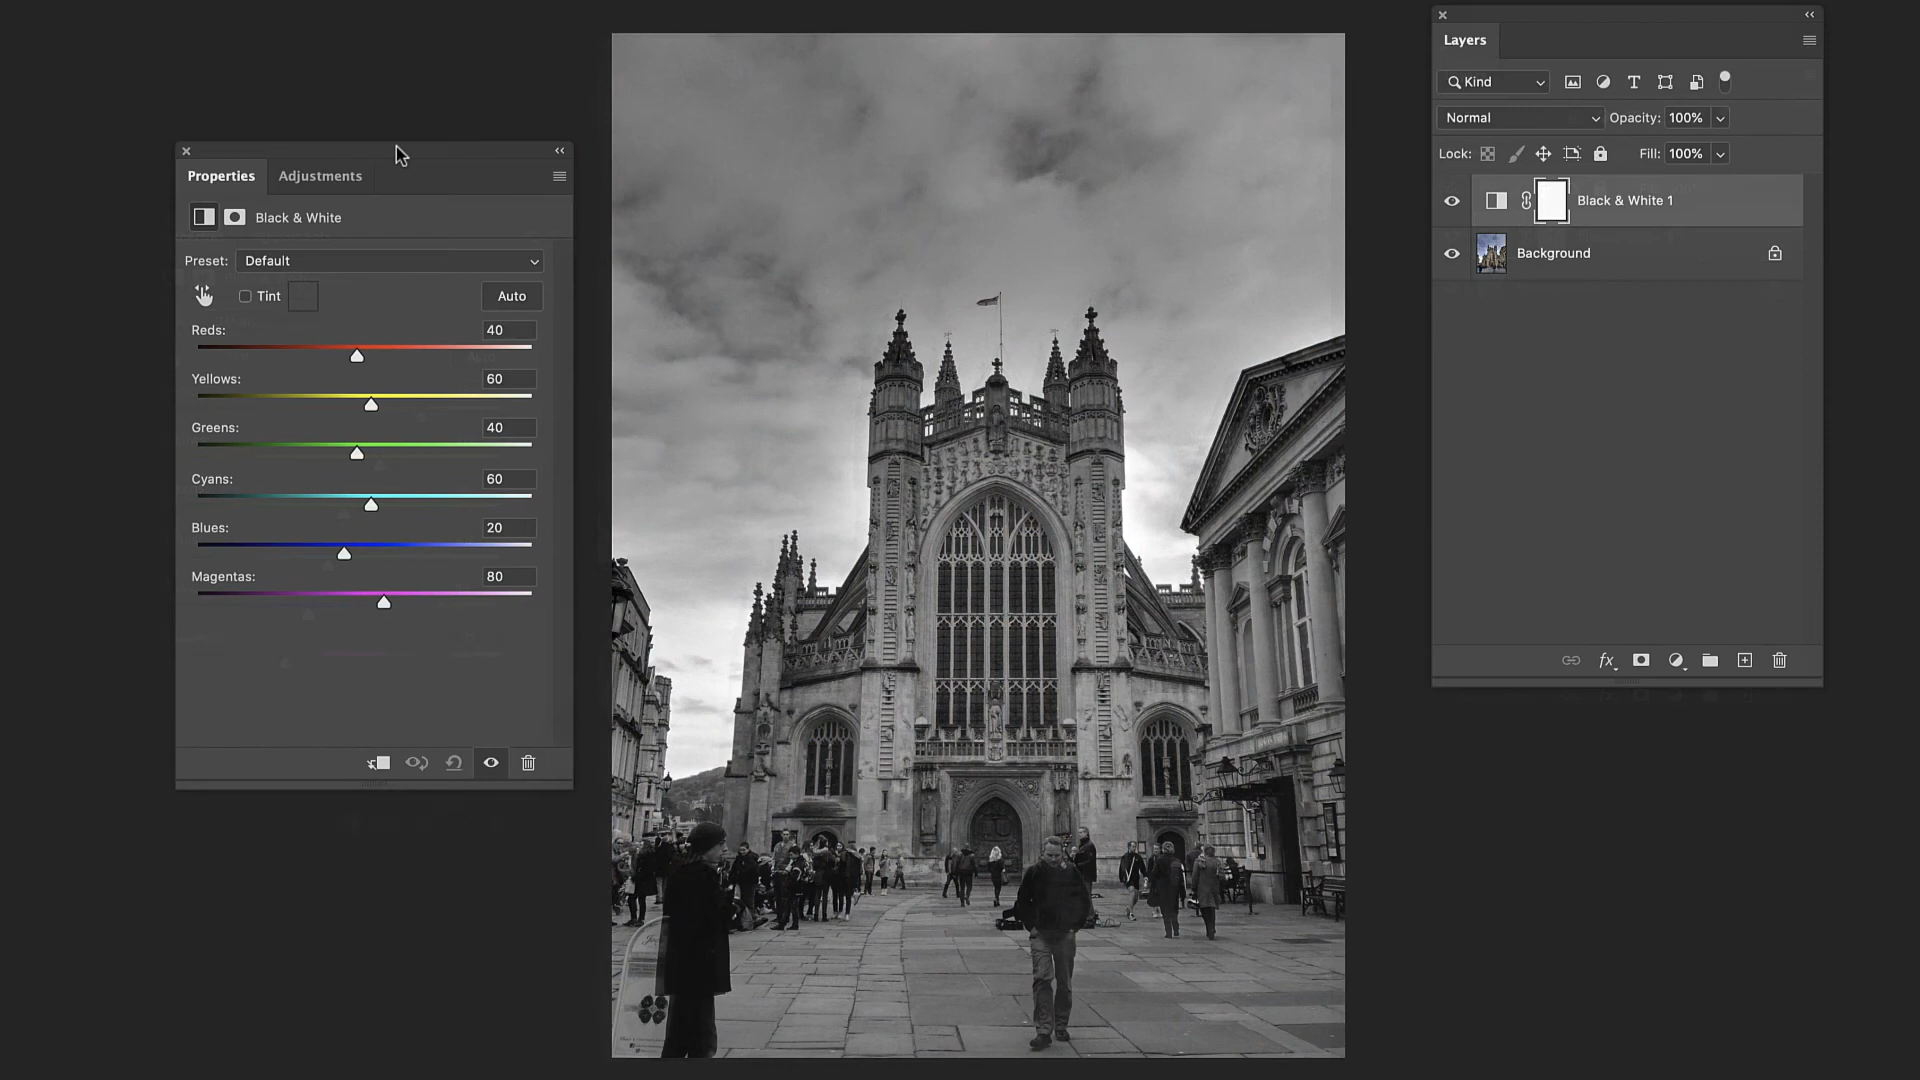 Properties
Adjustments
Black & White
Preset: Default
Tint
Auto
Reds: 40
Yellows: 60
Greens: 40
Cyans: 60
Blues: 20
Magentas: 80
Layers
Kind
Normal
Opacity: 100%
Lock:
Fill: 100%
Black & White 1
Background
fx